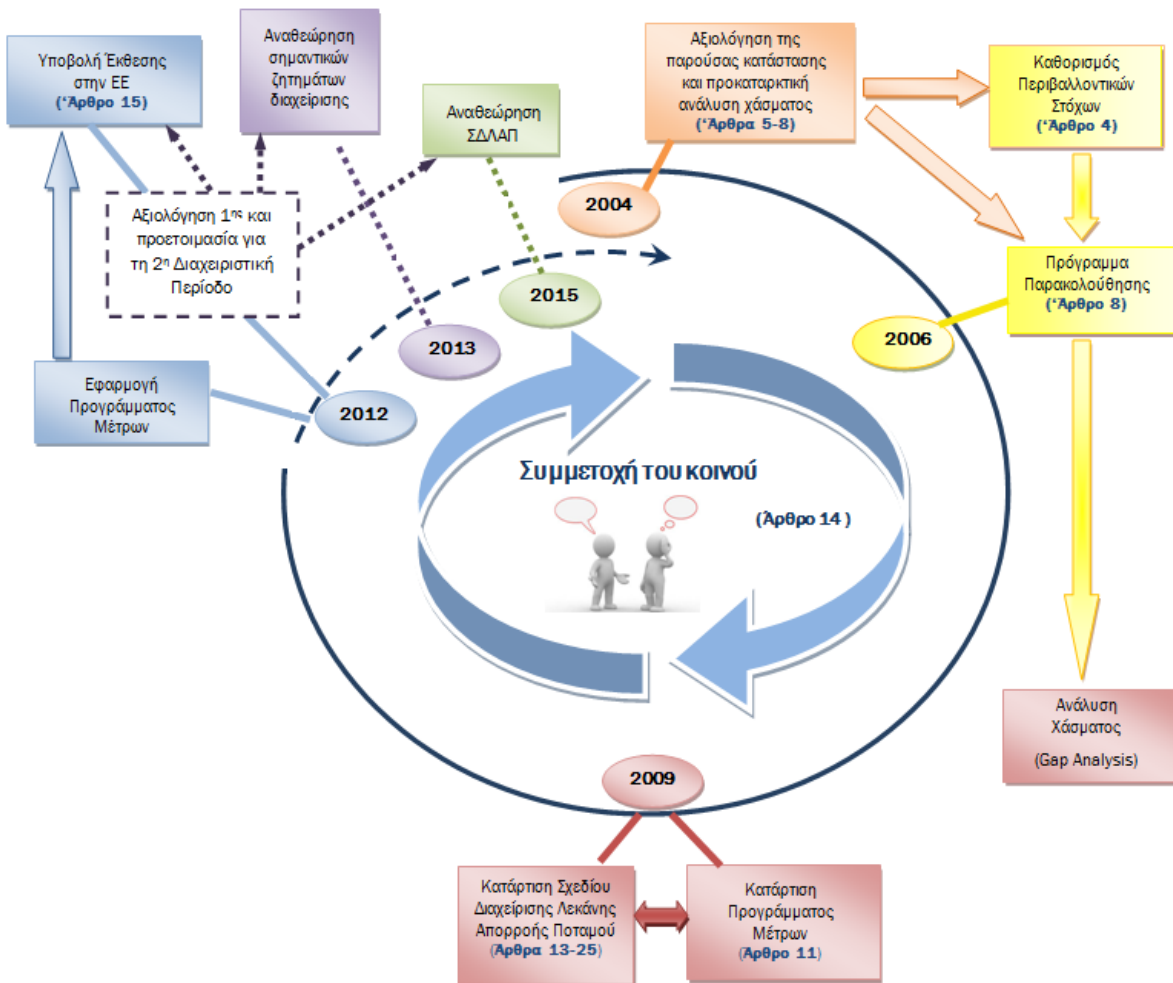 Υποβολή Έκθεσης
στην ΕΕ
(‘Άρθρο 15)
Αναθεώρηση
σημαντικών
ζητημάτων
διαχείρισης
Αναθεώρηση
ΣΔΛΑΠ
Αξιολόγηση της
παρούσας κατάστασης
και προκαταρκτική
ανάλυση χάσματος
(‘Άρθρα 5-8)
Καθορισμός
Περιβαλλοντικών
Στόχων
(‘Άρθρο 4)
Αξιολόγηση 1ης και
προετοιμασία για
τη 2η Διαχειριστική
Περίοδο
2004
Πρόγραμμα
Παρακολούθησης
(‘Άρθρο 8)
2015
2006
2013
Εφαρμογή
Προγράμματος
Μέτρων
2012
Συμμετοχή του κοινού
(Άρθρο 14 )
Ανάλυση
Χάσματος
(Gap Analysis)
2009
Κατάρτιση Σχεδίου
Διαχείρισης Λεκάνης
Απορροής Ποταμού
(Άρθρα 13-25)
Κατάρτιση
Προγράμματος
Μέτρων
(Άρθρο 11)